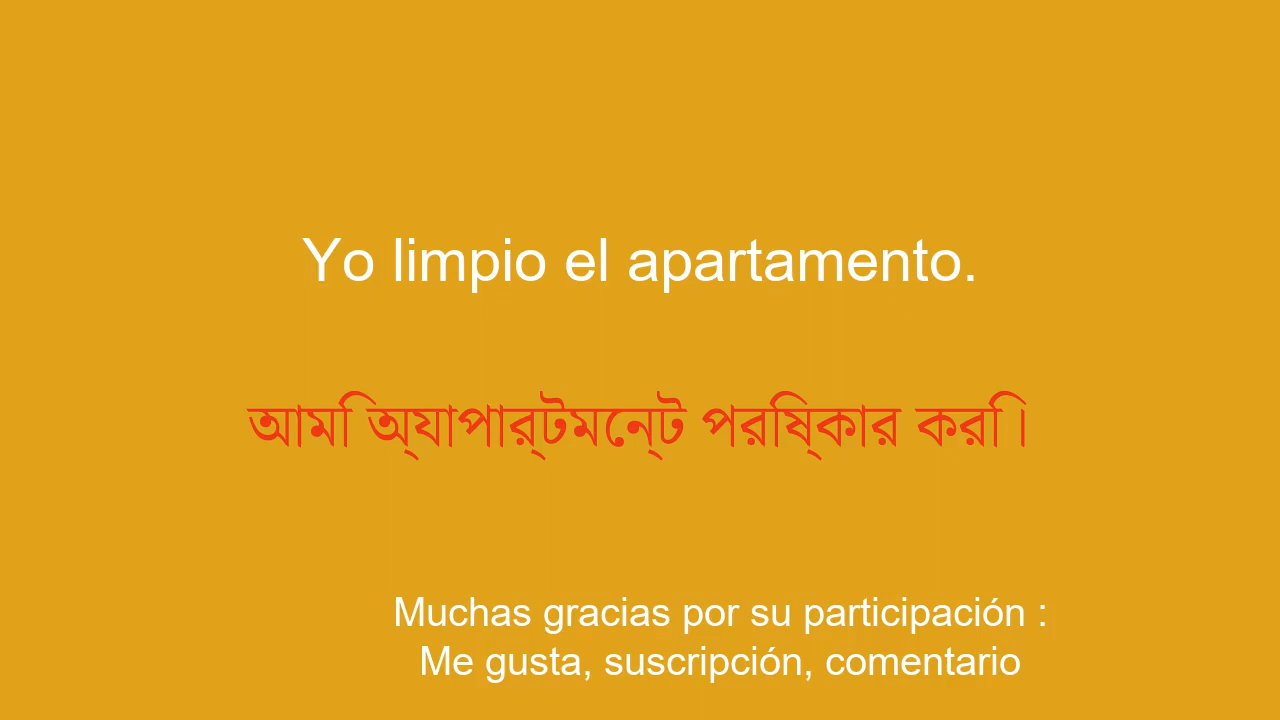 Yo limpio el apartamento.
আমি অ্যাপার্টমেন্ট পরিষ্কার করি।
Muchas gracias por su participación :
Me gusta, suscripción, comentario